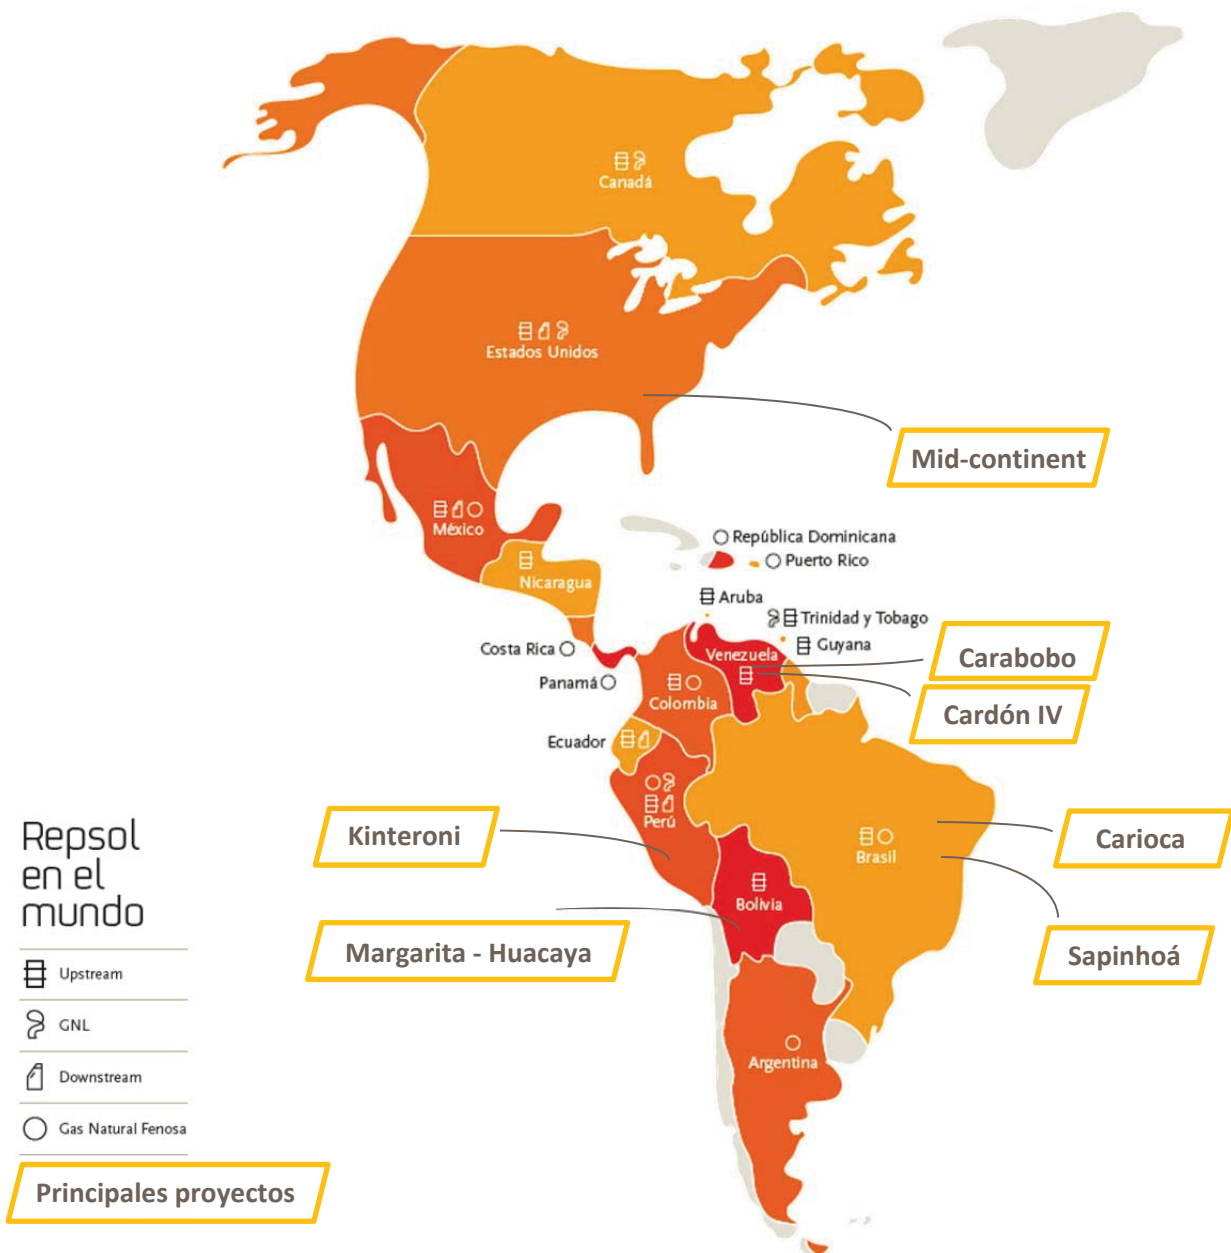 Canadá
Estados Unidos
Mid-continent
México
República Dominicana
Puerto Rico
Nicaragua
Aruba
Trinidad y Tobago
Costa Rica
Venezuela
Guyana
Carabobo
Panamá
Colombia
Cardón IV
Ecuador
Perú
Kinteroni
Brasil
Carioca
Bolivia
Margarita - Huacaya
Sapinhoá
Argentina
Repsol
en el
mundo
Upstream
GNL
Downstream
Gas Natural Fenosa
Principales proyectos